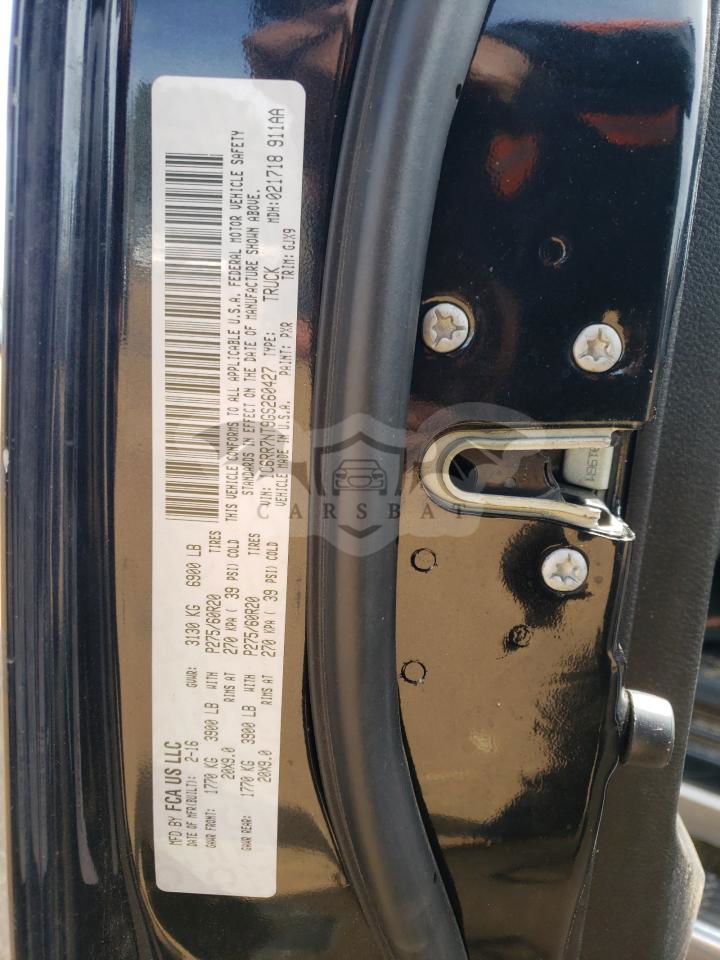 MFD BY FCA US LLC
DATE OF MFR(BUILT): 2-16 GVWR: 3130 KG 6900 LB
GAWR FRONT: 1770 KG 3900 LB WITH P275/60R20 TIRES
20X9.0 RIMS AT 270 KPA ( 39 PSI) COLD
GAWR REAR: 1770 KG 3900 LB WITH P275/60R20 TIRES
20X9.0 RIMS AT 270 KPA ( 39 PSI) COLD
THIS VEHICLE CONFORMS TO ALL APPLICABLE U.S.A. FEDERAL MOTOR VEHICLE SAFETY
STANDARDS IN EFFECT ON THE DATE OF MANUFACTURE SHOWN ABOVE.
VIN: 1C6RR7NT9GS260427 TYPE: TRUCK MDH:021718 911AA
VEHICLE MADE IN U.S.A. PAINT: PXR TRIM: GJX9
CARSBAT